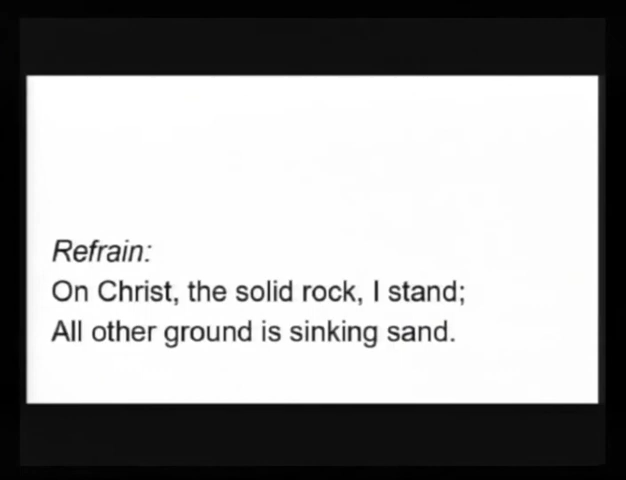 Refrain:
On Christ, the solid rock, I stand;
All other ground is sinking sand.